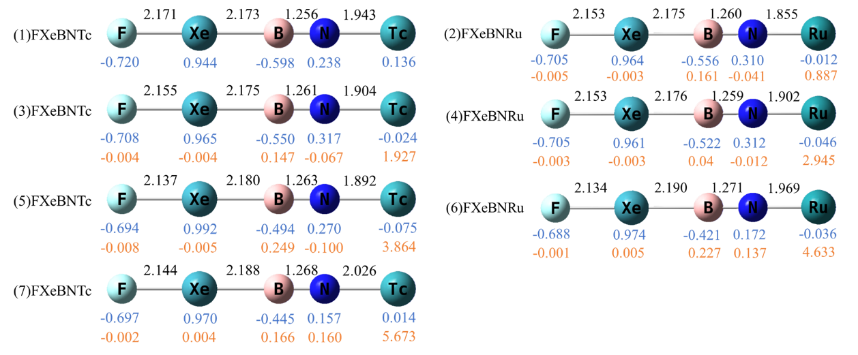 2.171 2.173 1.256 1.943
(1)FXeBNTc F Xe B N Tc
-0.720 0.944 -0.598 0.238 0.136
2.153 2.175 1.260 1.855
(2)FXeBNRu F Xe B N Ru
-0.705 0.964 -0.556 0.310 -0.012
-0.005 -0.003 0.161 -0.041 0.887
2.155 2.175 1.261 1.904
(3)FXeBNTc F Xe B N Tc
-0.708 0.965 -0.550 0.317 -0.024
-0.004 -0.004 0.147 -0.067 1.927
2.153 2.176 1.259 1.902
(4)FXeBNRu F Xe B N Ru
-0.705 0.961 -0.522 0.312 -0.046
-0.003 -0.003 0.04 -0.012 2.945
2.137 2.180 1.263 1.892
(5)FXeBNTc F Xe B N Tc
-0.694 0.992 -0.494 0.270 -0.075
-0.008 -0.005 0.249 -0.100 3.864
2.134 2.190 1.271 1.969
(6)FXeBNRu F Xe B N Ru
-0.688 0.974 -0.421 0.172 -0.036
-0.001 0.005 0.227 0.137 4.633
2.144 2.188 1.268 2.026
(7)FXeBNTc F Xe B N Tc
-0.697 0.970 -0.445 0.157 0.014
-0.002 0.004 0.166 0.160 5.673